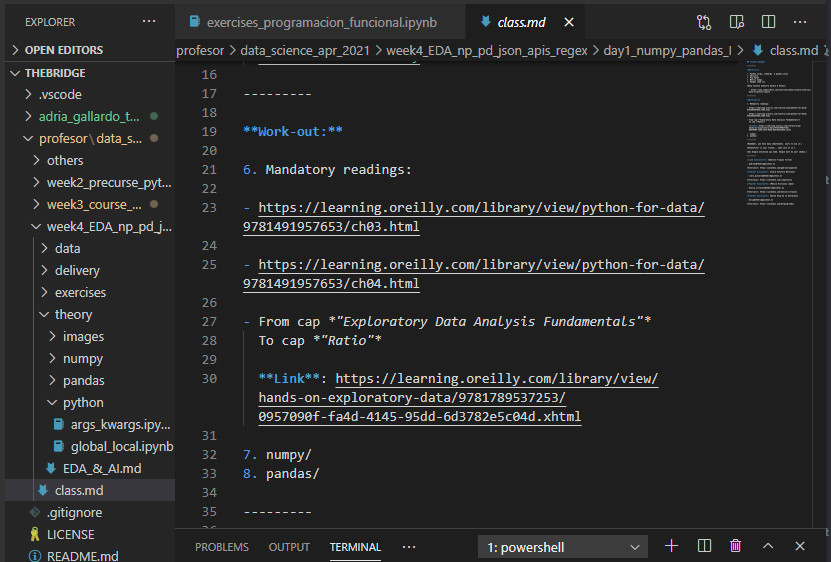 EXPLORER
···
exercises_programacion_funcional.ipynb
class.md
···
OPEN EDITORS
profesor > data_science_apr_2021 > week4_EDA_np_pd_json_apis_regex > day1_numpy_pandas_I > class.md
THEBRIDGE
.vscode
adria_gallardo_t...
profesor\data_s...
others
week2_precurse_pyt...
week3_course_...
week4_EDA_np_pd_j...
data
delivery
exercises
theory
images
numpy
pandas
python
args_kwargs.ipy...
global_local.ipynb
EDA_&_AI.md
class.md
.gitignore
LICENSE
README.md
16
17 ---------
18
19 **Work-out:**
20
21 6. Mandatory readings:
22
23 - https://learning.oreilly.com/library/view/python-for-data/
9781491957653/ch03.html
24
25 - https://learning.oreilly.com/library/view/python-for-data/
9781491957653/ch04.html
26
27 - From cap *"Exploratory Data Analysis Fundamentals"*
28 To cap *"Ratio"*
29
30 **Link**: https://learning.oreilly.com/library/view/
hands-on-exploratory-data/9781789537253/
0957090f-fa4d-4145-95dd-6d3782e5c04d.xhtml
31
32 7. numpy/
33 8. pandas/
34
35 ---------
PROBLEMS OUTPUT TERMINAL ··· 1: powershell